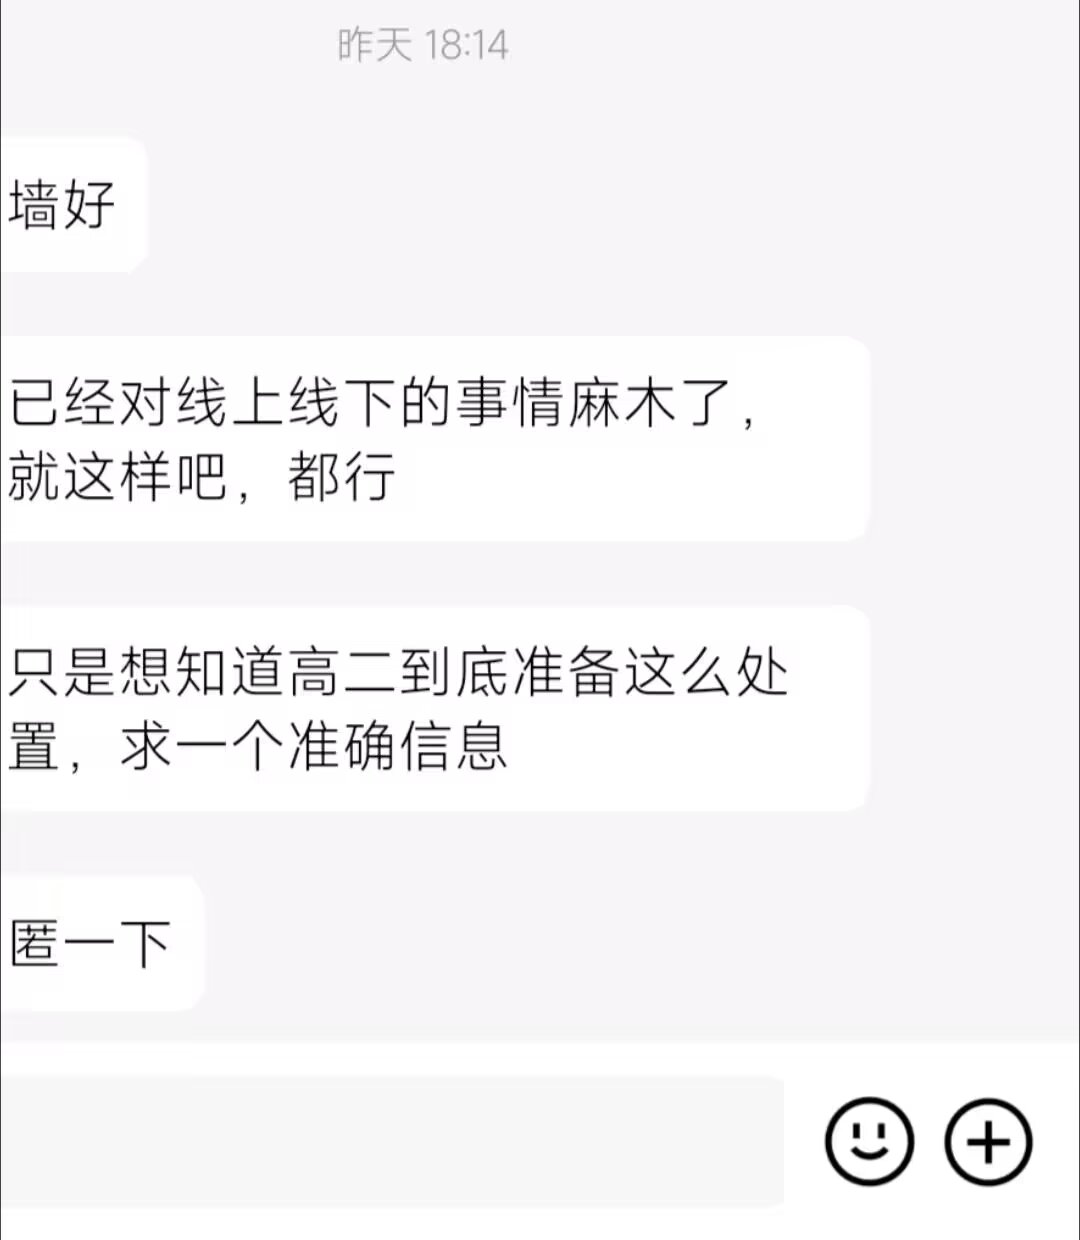 昨天 18:14
墙好
已经对线上线下的事情麻木了，
就这样吧，都行
只是想知道高二到底准备这么处
置，求一个准确信息
匿一下